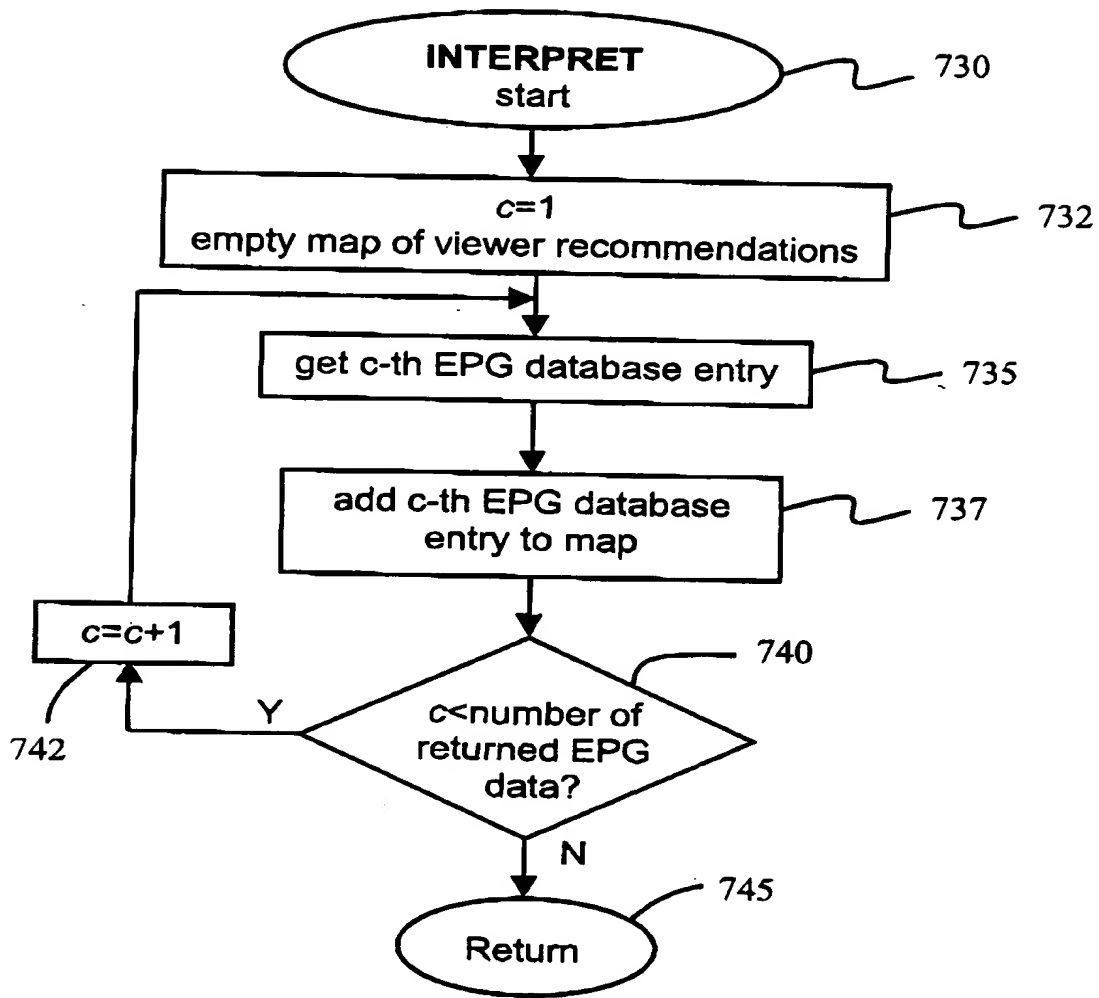 INTERPRET
start
730
c=1
empty map of viewer recommendations
732
get c-th EPG database entry
735
add c-th EPG database
entry to map
737
c=c+1
742
740
Y
c<number of
returned EPG
data?
N
745
Return